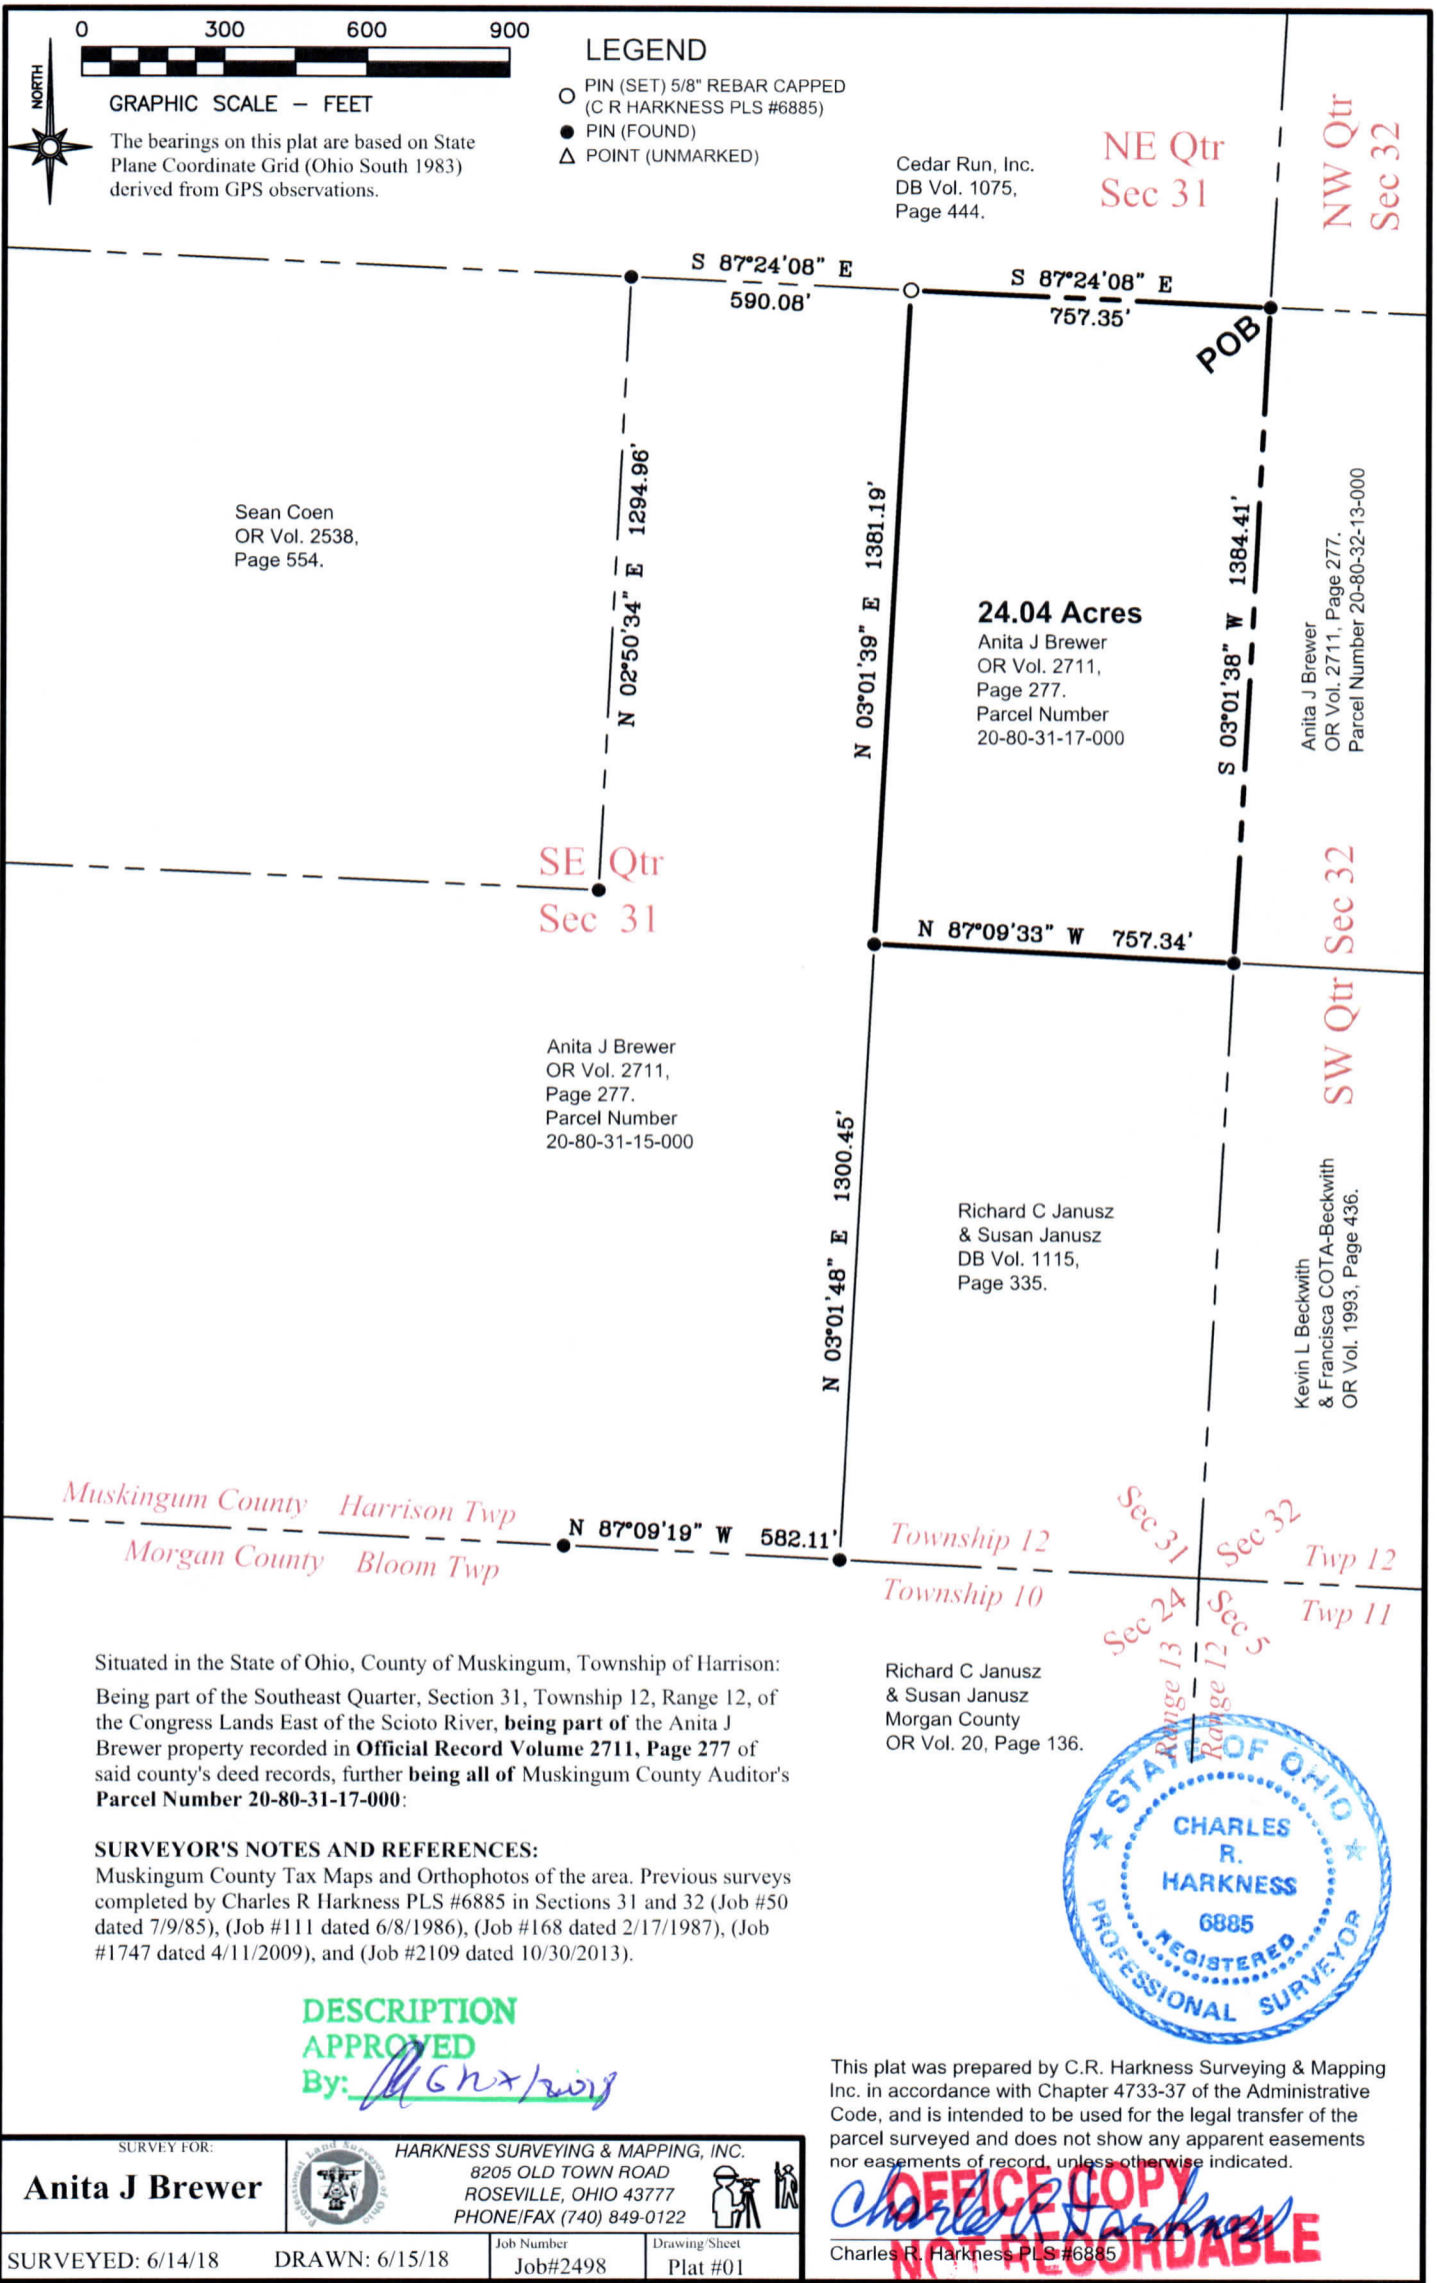 0 300 600 900
NORTH
GRAPHIC SCALE – FEET
The bearings on this plat are based on State
Plane Coordinate Grid (Ohio South 1983)
derived from GPS observations.
LEGEND
PIN (SET) 5/8" REBAR CAPPED
(C R HARKNESS PLS #6885)
PIN (FOUND)
POINT (UNMARKED)
Cedar Run, Inc.
DB Vol. 1075,
Page 444.
NE Qtr
Sec 31
NW Qtr
Sec 32
S 87°24'08" E
590.08'
S 87°24'08" E
757.35'
POB
Sean Coen
OR Vol. 2538,
Page 554.
N 02°50'34" E 1294.96'
N 03°01'39" E 1381.19'
24.04 Acres
Anita J Brewer
OR Vol. 2711,
Page 277.
Parcel Number
20-80-31-17-000
S 03°01'38" W 1384.41'
Anita J Brewer
OR Vol. 2711, Page 277.
Parcel Number 20-80-32-13-000
SE Qtr
Sec 31
N 87°09'33" W 757.34'
SW Qtr Sec 32
Anita J Brewer
OR Vol. 2711,
Page 277.
Parcel Number
20-80-31-15-000
N 03°01'48" E 1300.45'
Richard C Janusz
& Susan Janusz
DB Vol. 1115,
Page 335.
Kevin L Beckwith
& Francisca COTA-Beckwith
OR Vol. 1993, Page 436.
Muskingum County Harrison Twp
Morgan County Bloom Twp
N 87°09'19" W 582.11'
Township 12
Township 10
Sec 31
Sec 32
Twp 12
Twp 11
Sec 24
Sec 5
Range 13
Range 12
Situated in the State of Ohio, County of Muskingum, Township of Harrison:
Being part of the Southeast Quarter, Section 31, Township 12, Range 12, of
the Congress Lands East of the Scioto River, being part of the Anita J
Brewer property recorded in Official Record Volume 2711, Page 277 of
said county's deed records, further being all of Muskingum County Auditor's
Parcel Number 20-80-31-17-000:
Richard C Janusz
& Susan Janusz
Morgan County
OR Vol. 20, Page 136.
SURVEYOR'S NOTES AND REFERENCES:
Muskingum County Tax Maps and Orthophotos of the area. Previous surveys
completed by Charles R Harkness PLS #6885 in Sections 31 and 32 (Job #50
dated 7/9/85), (Job #111 dated 6/8/1986), (Job #168 dated 2/17/1987), (Job
#1747 dated 4/11/2009), and (Job #2109 dated 10/30/2013).
STATE OF OHIO
CHARLES
R.
HARKNESS
6885
REGISTERED
PROFESSIONAL SURVEYOR
DESCRIPTION
APPROVED
By:
This plat was prepared by C.R. Harkness Surveying & Mapping
Inc. in accordance with Chapter 4733-37 of the Administrative
Code, and is intended to be used for the legal transfer of the
parcel surveyed and does not show any apparent easements
nor easements of record, unless otherwise indicated.
Charles R Harkness
OFFICE COPY
NOT RECORDABLE
Charles R. Harkness PLS #6885
SURVEY FOR:
Anita J Brewer
Professional Land Surveyors of Ohio
HARKNESS SURVEYING & MAPPING, INC.
8205 OLD TOWN ROAD
ROSEVILLE, OHIO 43777
PHONE/FAX (740) 849-0122
SURVEYED: 6/14/18 DRAWN: 6/15/18
Job Number
Job#2498
Drawing/Sheet
Plat #01